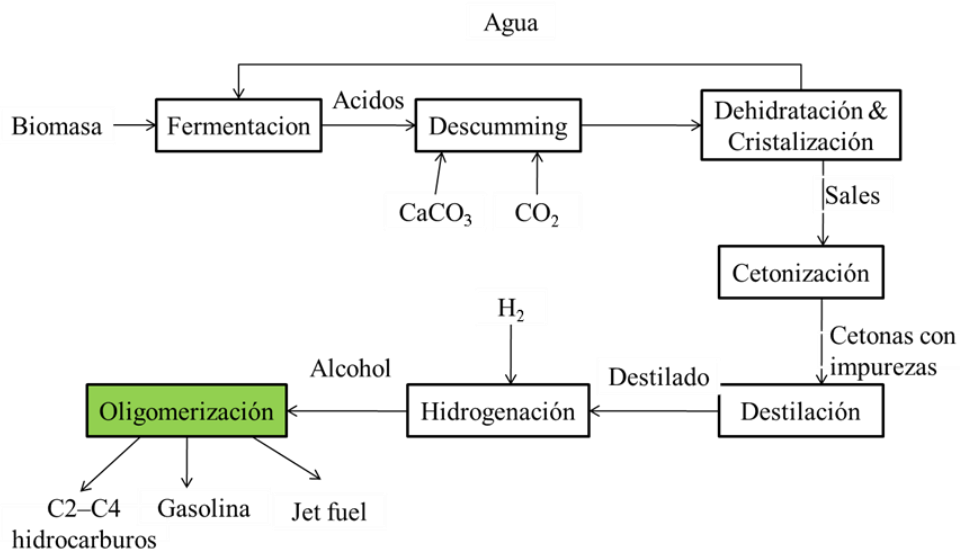 Agua
Biomasa
Fermentacion
Acidos
Descumming
Dehidratación &
Cristalización
CaCO₃
CO₂
Sales
Cetonización
Cetonas con
impurezas
Destilación
Destilado
H₂
Hidrogenación
Alcohol
Oligomerización
C2–C4
hidrocarburos
Gasolina
Jet fuel